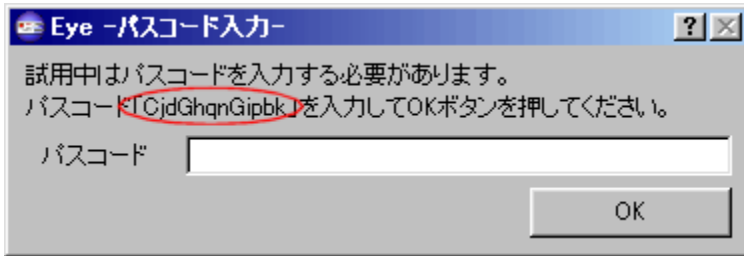 Eye -パスコード入力-
試用中はパスコードを入力する必要があります。
パスコード「CjdGhqnGipbk」を入力してOKボタンを押してください。
パスコード
OK